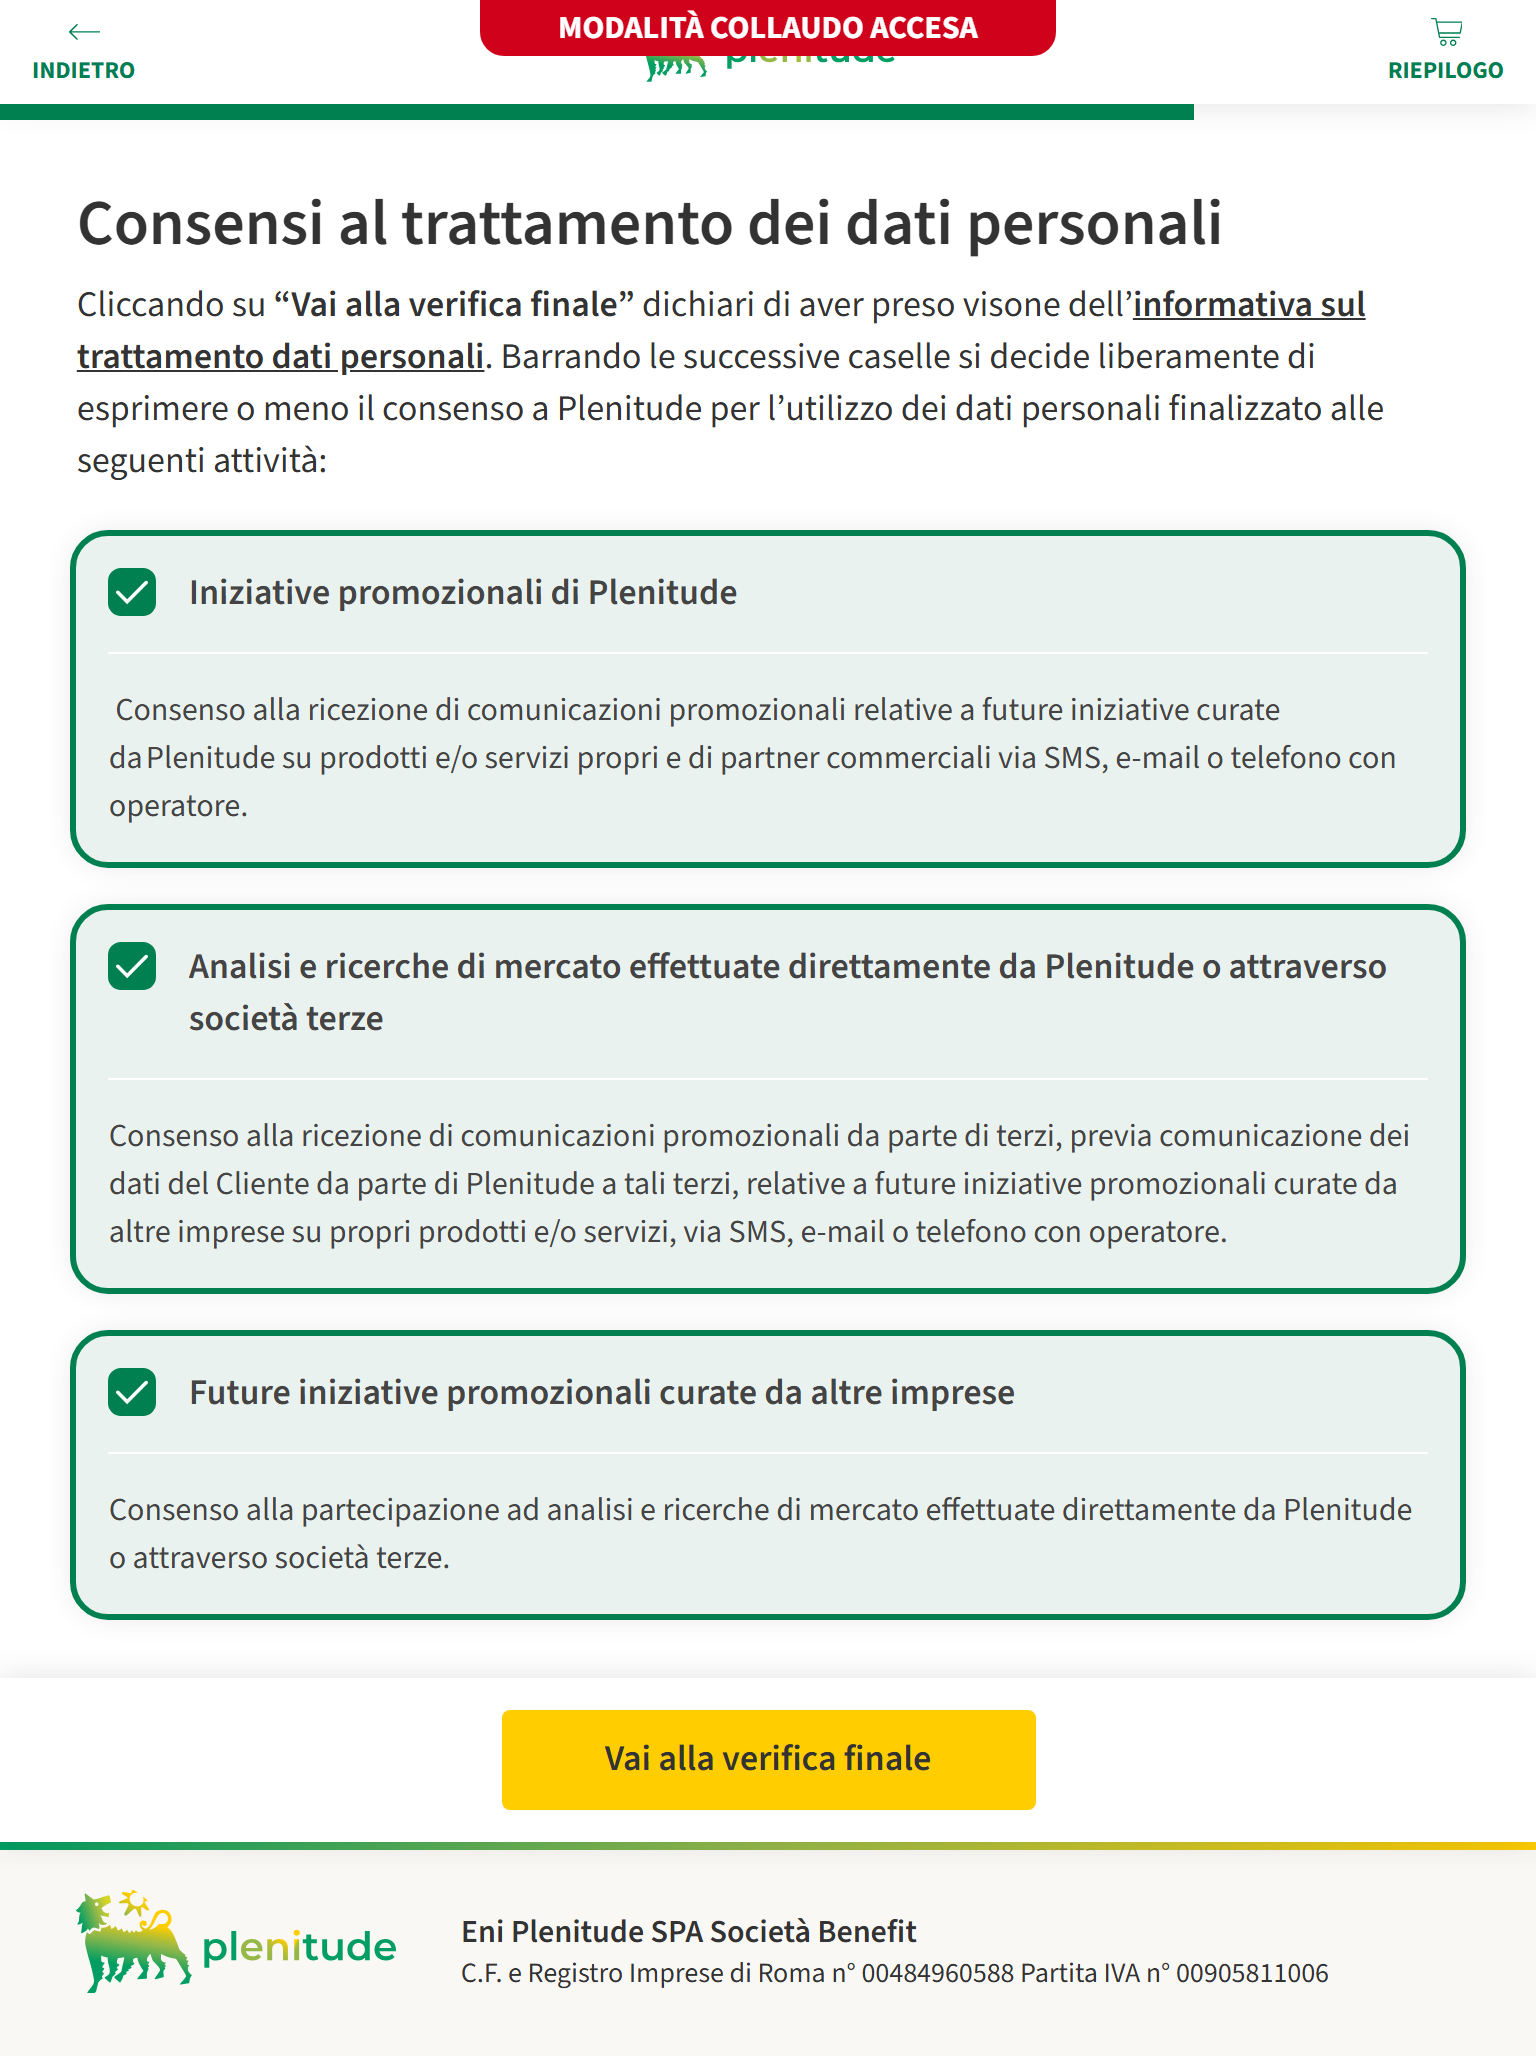 MODALITÀ COLLAUDO ACCESA
INDIETRO
plenitude
RIEPILOGO
Consensi al trattamento dei dati personali
Cliccando su “Vai alla verifica finale” dichiari di aver preso visone dell’informativa sul
trattamento dati personali. Barrando le successive caselle si decide liberamente di
esprimere o meno il consenso a Plenitude per l’utilizzo dei dati personali finalizzato alle
seguenti attività:
Iniziative promozionali di Plenitude
Consenso alla ricezione di comunicazioni promozionali relative a future iniziative curate
da Plenitude su prodotti e/o servizi propri e di partner commerciali via SMS, e-mail o telefono con
operatore.
Analisi e ricerche di mercato effettuate direttamente da Plenitude o attraverso
società terze
Consenso alla ricezione di comunicazioni promozionali da parte di terzi, previa comunicazione dei
dati del Cliente da parte di Plenitude a tali terzi, relative a future iniziative promozionali curate da
altre imprese su propri prodotti e/o servizi, via SMS, e-mail o telefono con operatore.
Future iniziative promozionali curate da altre imprese
Consenso alla partecipazione ad analisi e ricerche di mercato effettuate direttamente da Plenitude
o attraverso società terze.
Vai alla verifica finale
plenitude
Eni Plenitude SPA Società Benefit
C.F. e Registro Imprese di Roma n° 00484960588 Partita IVA n° 00905811006